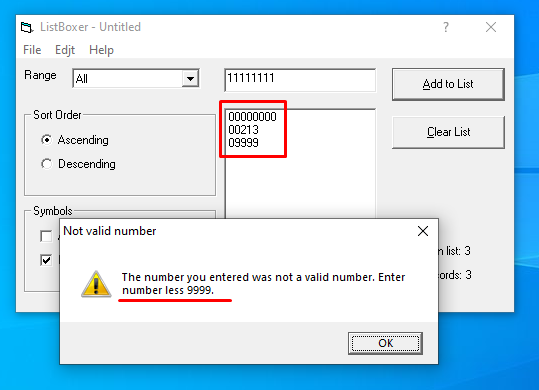 ListBoxer - Untitled
File Edjt Help
Range All 11111111 Add to List
00000000
00213
09999
Clear List
Sort Order
Ascending
Descending
Symbols
list: 3
ords: 3
Not valid number
The number you entered was not a valid number. Enter
number less 9999.
OK